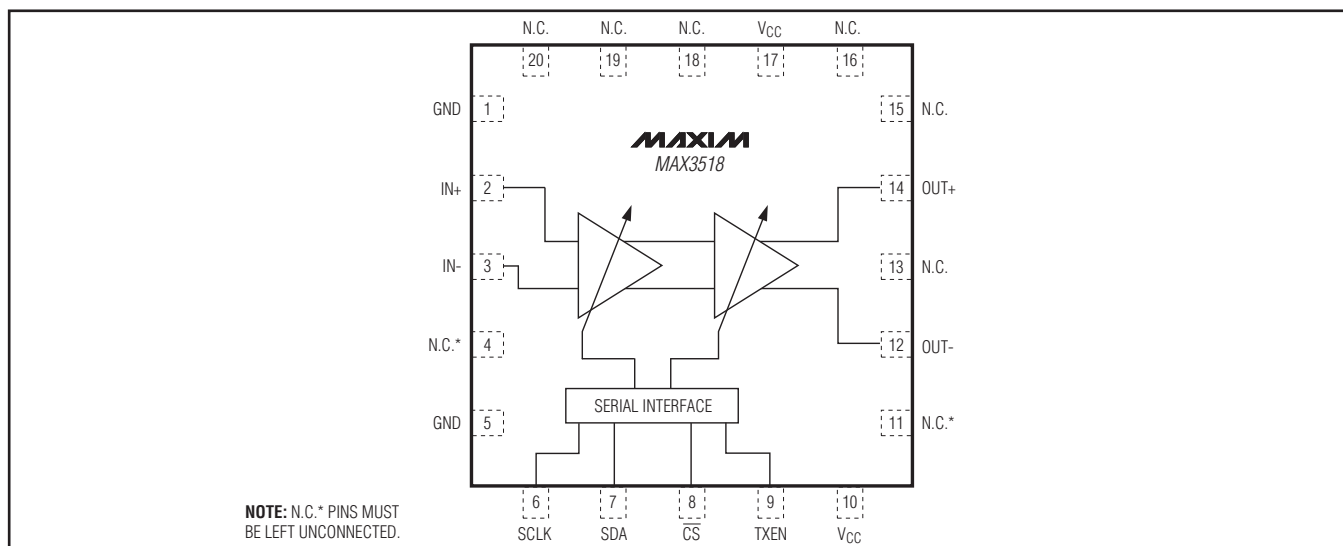 N.C. N.C. N.C. VCC N.C.
20 19 18 17 16
GND 1
15 N.C.
MAXIM
MAX3518
IN+ 2
14 OUT+
IN- 3
13 N.C.
N.C.* 4
12 OUT-
SERIAL INTERFACE
GND 5
11 N.C.*
6 7 8 9 10
SCLK SDA CS TXEN VCC
NOTE: N.C.* PINS MUST
BE LEFT UNCONNECTED.